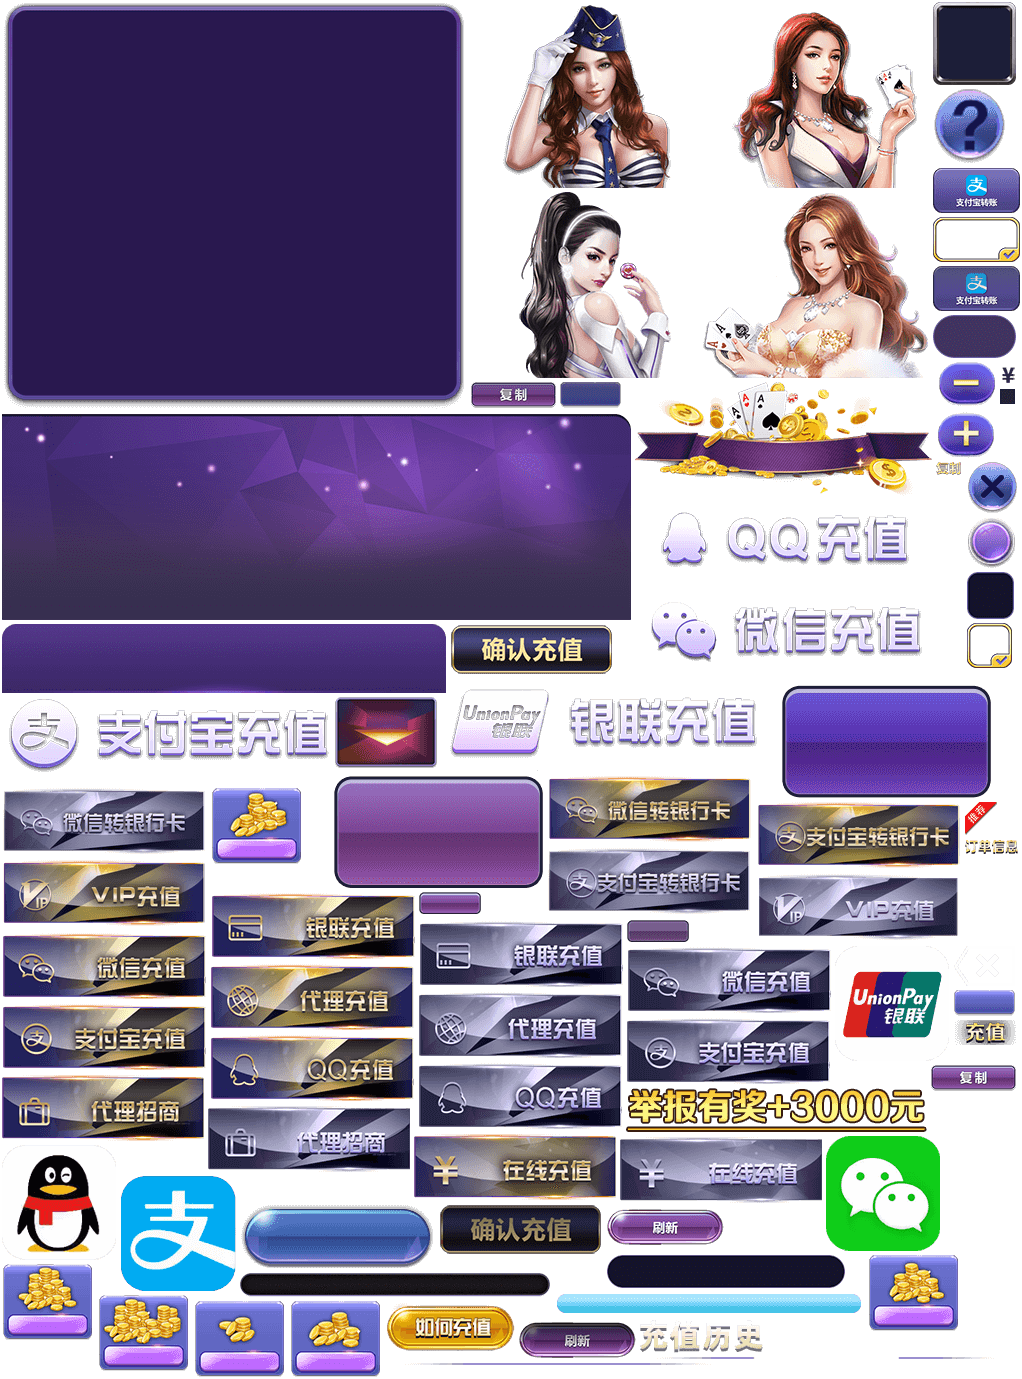 支付宝转账
支付宝转账
复制
¥
复制
QQ充值
微信充值
确认充值
支付宝充值
UnionPay
银联
银联充值
微信转银行卡
微信转银行卡
支付宝转银行卡
推荐
订单信息
VIP充值
VIP
支付宝转银行卡
VIP充值
VIP
银联充值
银联充值
微信充值
微信充值
UnionPay
银联
代理充值
代理充值
充值
支付宝充值
支付宝充值
QQ充值
复制
QQ充值
举报有奖+3000元
代理招商
代理招商
¥
在线充值
¥
在线充值
支
确认充值
刷新
如何充值
刷新
充值历史